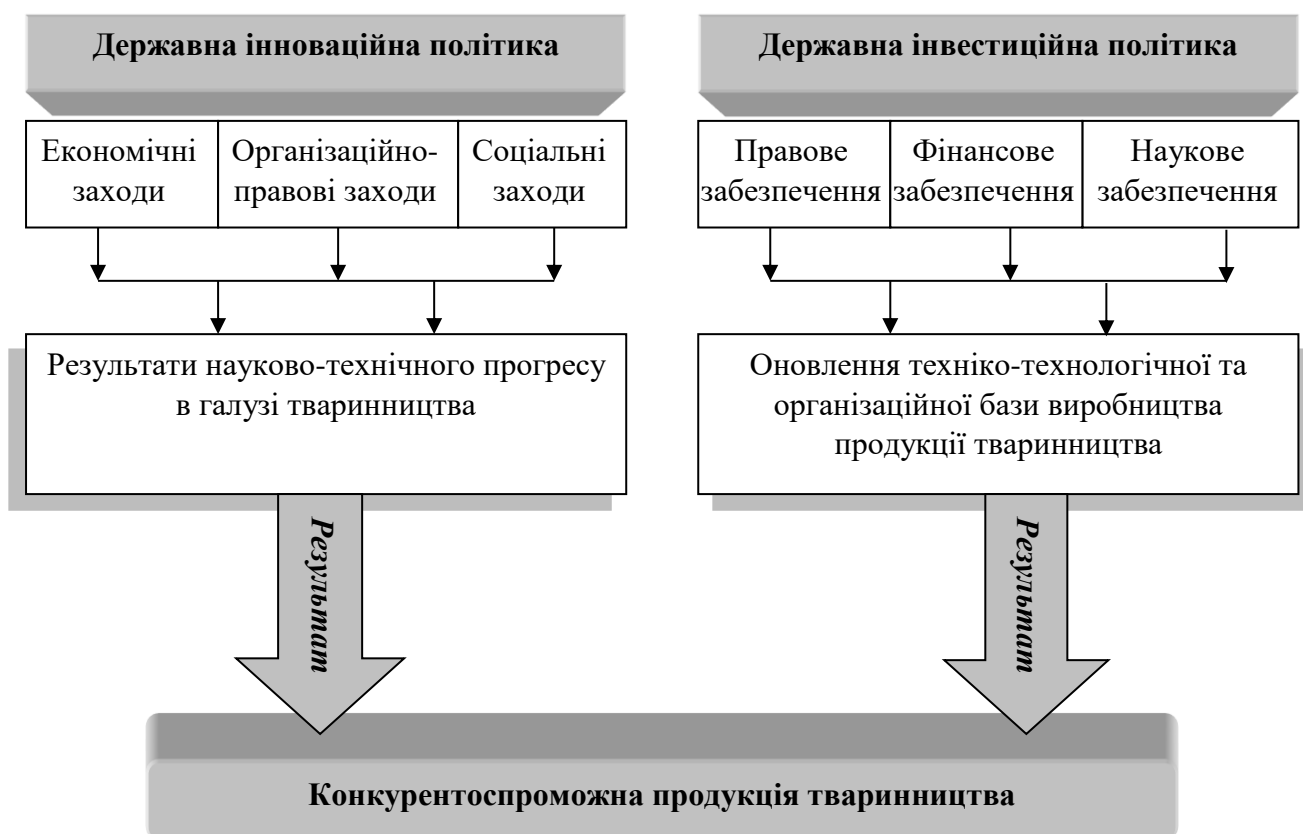 Державна інноваційна політика
Державна інвестиційна політика
Економічні
заходи
Організаційно-
правові заходи
Соціальні
заходи
Правове
забезпечення
Фінансове
забезпечення
Наукове
забезпечення
Результати науково-технічного прогресу
в галузі тваринництва
Оновлення техніко-технологічної та
організаційної бази виробництва
продукції тваринництва
Результат
Результат
Конкурентоспроможна продукція тваринництва